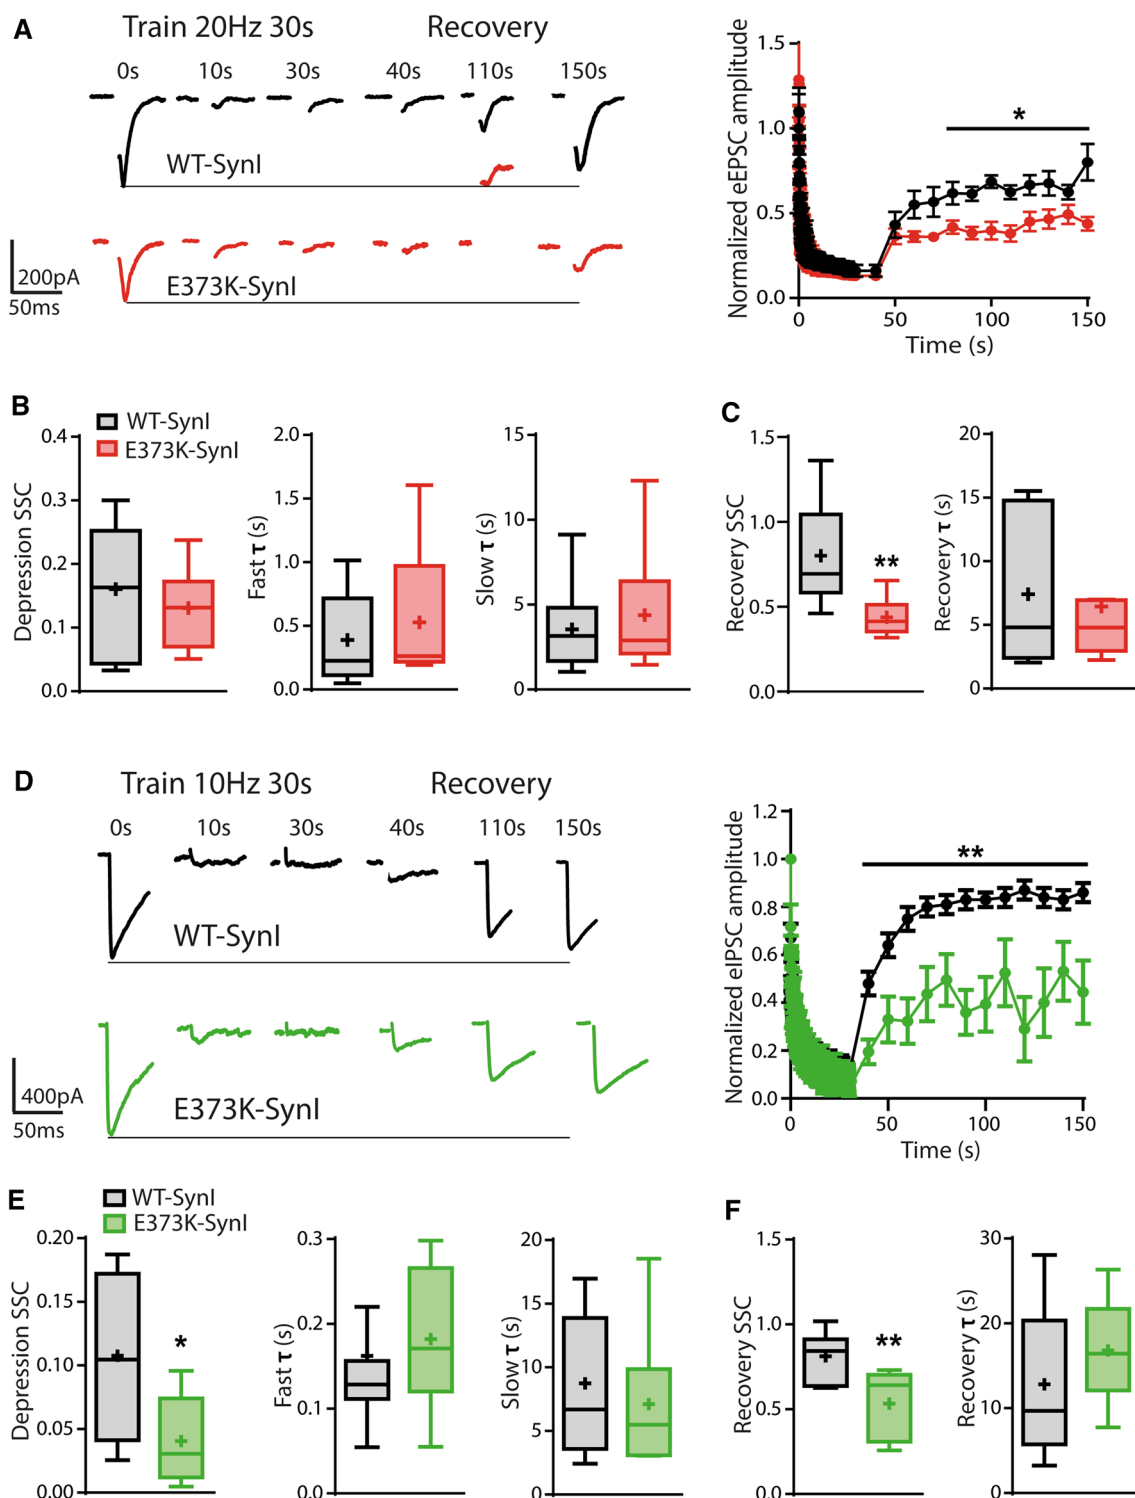 A
Train 20Hz 30s
Recovery
0s 10s 30s 40s 110s 150s
WT-SynI
E373K-SynI
200pA
50ms
Normalized eEPSC amplitude
1.5
1.0
0.5
0.0
*
0 50 100 150
Time (s)
B
WT-SynI
E373K-SynI
Depression SSC
0.4
0.3
0.2
0.1
0.0
Fast τ (s)
2.0
1.5
1.0
0.5
0.0
Slow τ (s)
15
10
5
0
C
Recovery SSC
1.5
1.0
0.5
0.0
**
Recovery τ (s)
20
15
10
5
0
D
Train 10Hz 30s
Recovery
0s 10s 30s 40s 110s 150s
WT-SynI
E373K-SynI
400pA
50ms
Normalized eIPSC amplitude
1.2
1.0
0.8
0.6
0.4
0.2
0.0
**
0 50 100 150
Time (s)
E
WT-SynI
E373K-SynI
Depression SSC
0.20
0.15
0.10
0.05
0.00
*
Fast τ (s)
0.3
0.2
0.1
0.0
Slow τ (s)
20
15
10
5
0
F
Recovery SSC
1.5
1.0
0.5
0.0
**
Recovery τ (s)
30
20
10
0